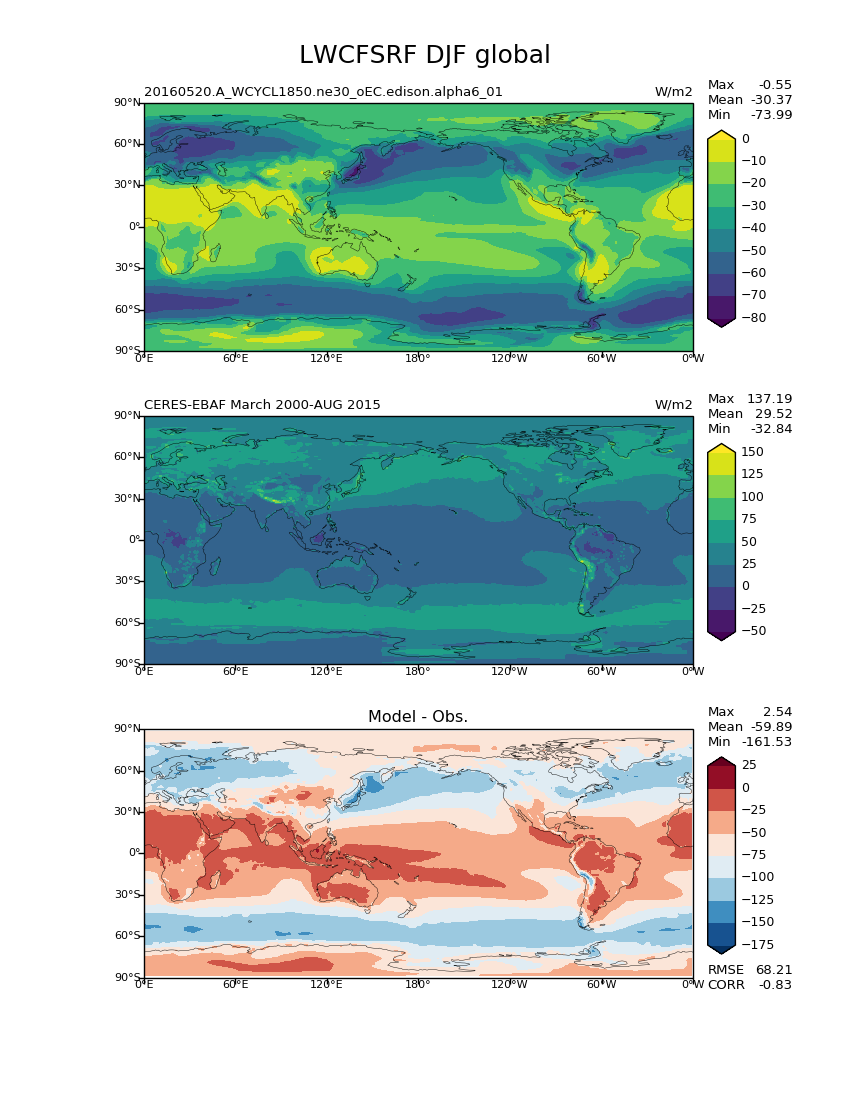 LWCFSRF DJF global
20160520.A_WCYCL1850.ne30_oEC.edison.alpha6_01 W/m2
Max -0.55
Mean -30.37
Min -73.99
90°N
60°N
30°N
0°
30°S
60°S
90°S
0°E 60°E 120°E 180° 120°W 60°W 0°W
0
−10
−20
−30
−40
−50
−60
−70
−80
CERES-EBAF March 2000-AUG 2015 W/m2
Max 137.19
Mean 29.52
Min -32.84
90°N
60°N
30°N
0°
30°S
60°S
90°S
0°E 60°E 120°E 180° 120°W 60°W 0°W
150
125
100
75
50
25
0
−25
−50
Model - Obs.
Max 2.54
Mean -59.89
Min -161.53
90°N
60°N
30°N
0°
30°S
60°S
90°S
0°E 60°E 120°E 180° 120°W 60°W 0°W
25
0
−25
−50
−75
−100
−125
−150
−175
RMSE 68.21
CORR -0.83